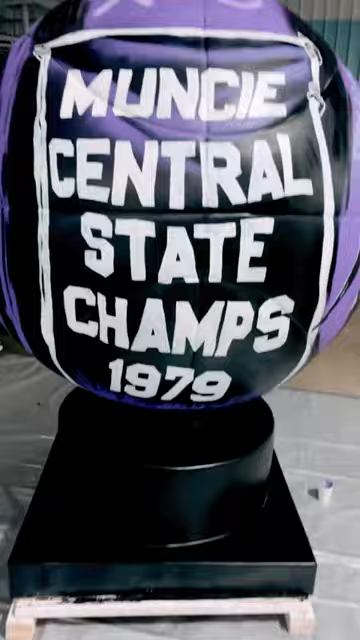 MUNCIE
CENTRAL
STATE
CHAMPS
1979